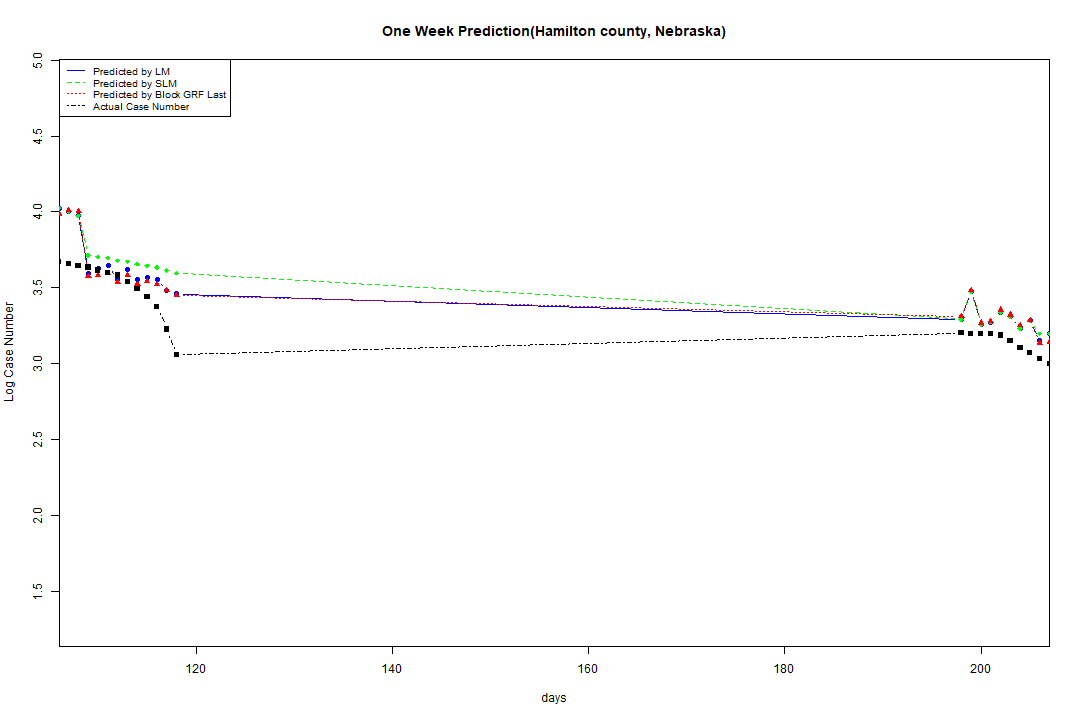 One Week Prediction(Hamilton county, Nebraska)
Predicted by LM
Predicted by SLM
Predicted by Block GRF Last
Actual Case Number
5.0
4.5
4.0
3.5
3.0
2.5
2.0
1.5
Log Case Number
120 140 160 180 200
days